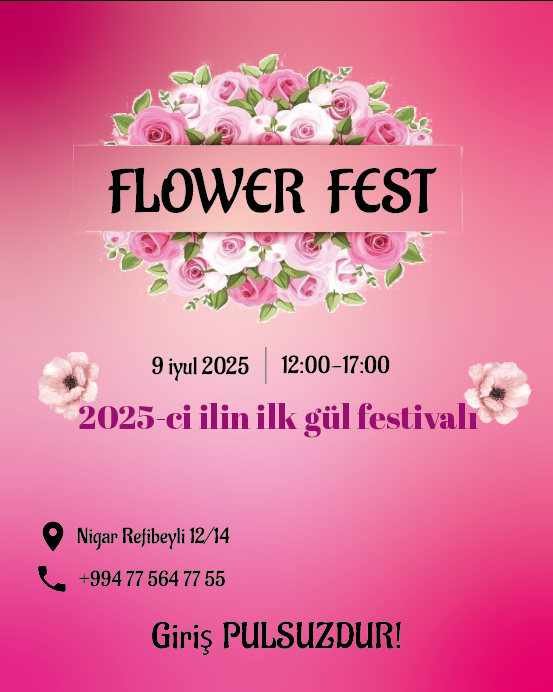 FLOWER FEST
9 iyul 2025 | 12:00-17:00
2025-ci ilin ilk gül festivalı
Nigar Refibeyli 12/14
+994 77 564 77 55
Giriş PULSUZDUR!